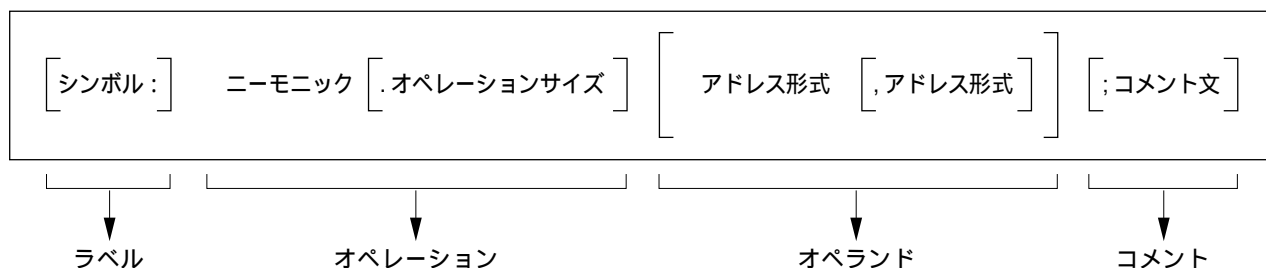 シンボル : ニーモニック . オペレーションサイズ アドレス形式 , アドレス形式 ; コメント文
ラベル オペレーション オペランド コメント